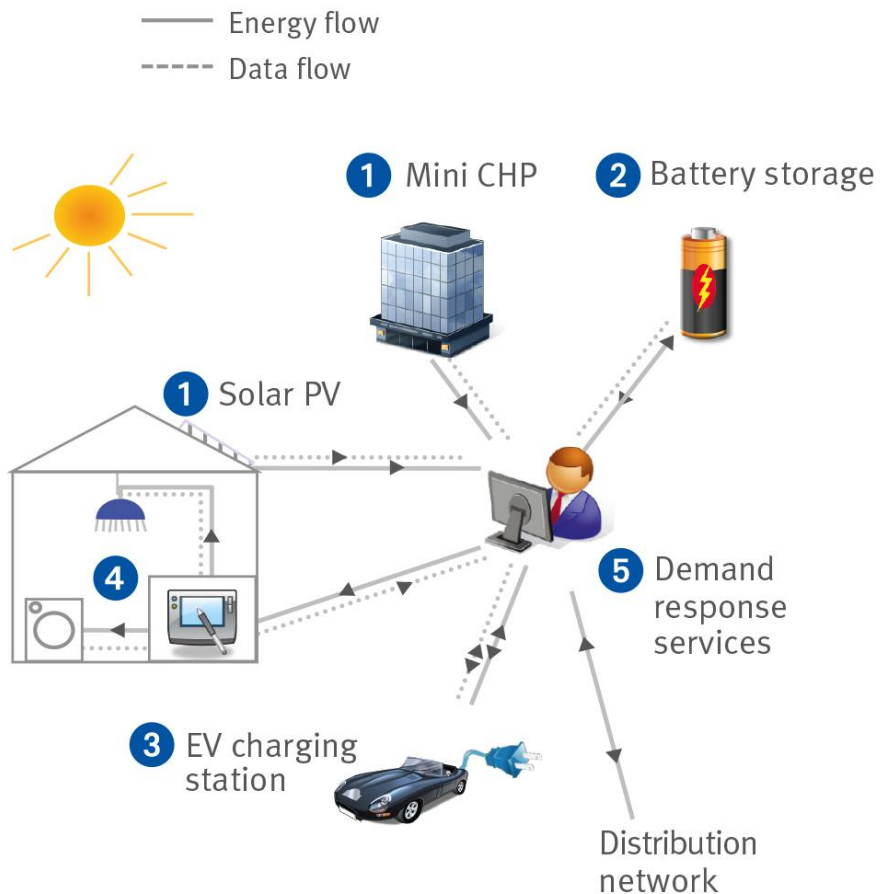 Energy flow
Data flow
1 Mini CHP
2 Battery storage
1 Solar PV
4
5 Demand
response
services
3 EV charging
station
Distribution
network